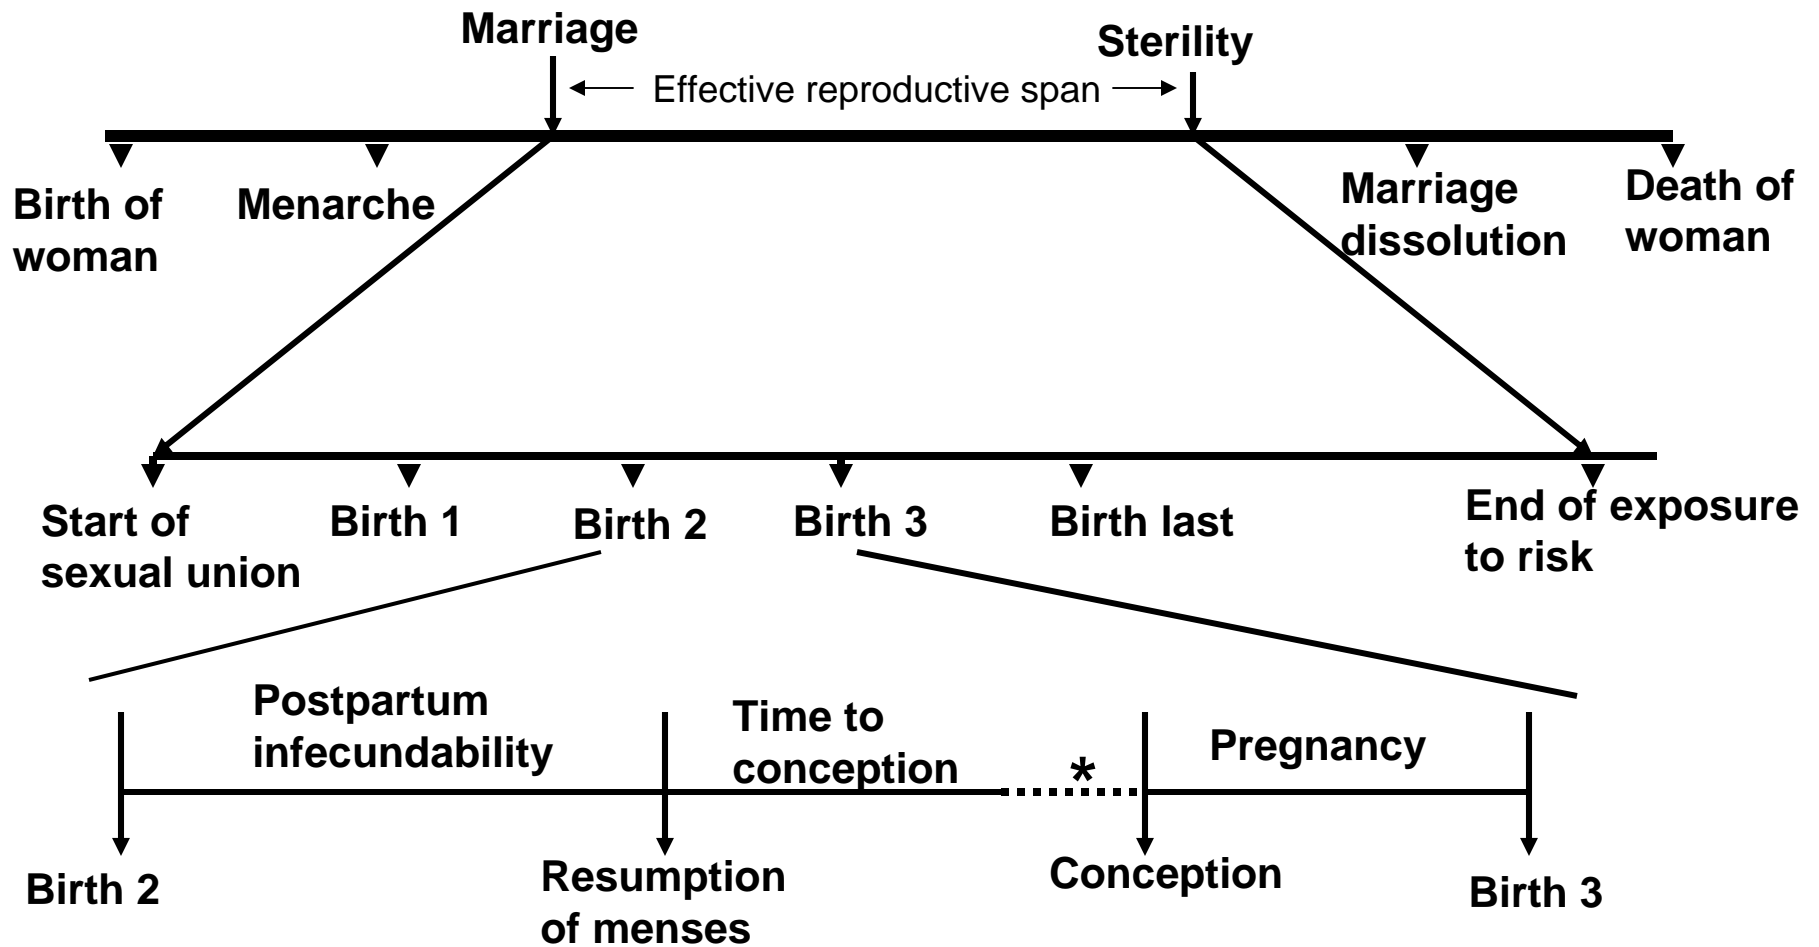 Marriage
Sterility
Effective reproductive span
Birth of
woman
Menarche
Marriage
dissolution
Death of
woman
Start of
sexual union
Birth 1
Birth 2
Birth 3
Birth last
End of exposure
to risk
Postpartum
infecundability
Time to
conception
*
Pregnancy
Birth 2
Resumption
of menses
Conception
Birth 3